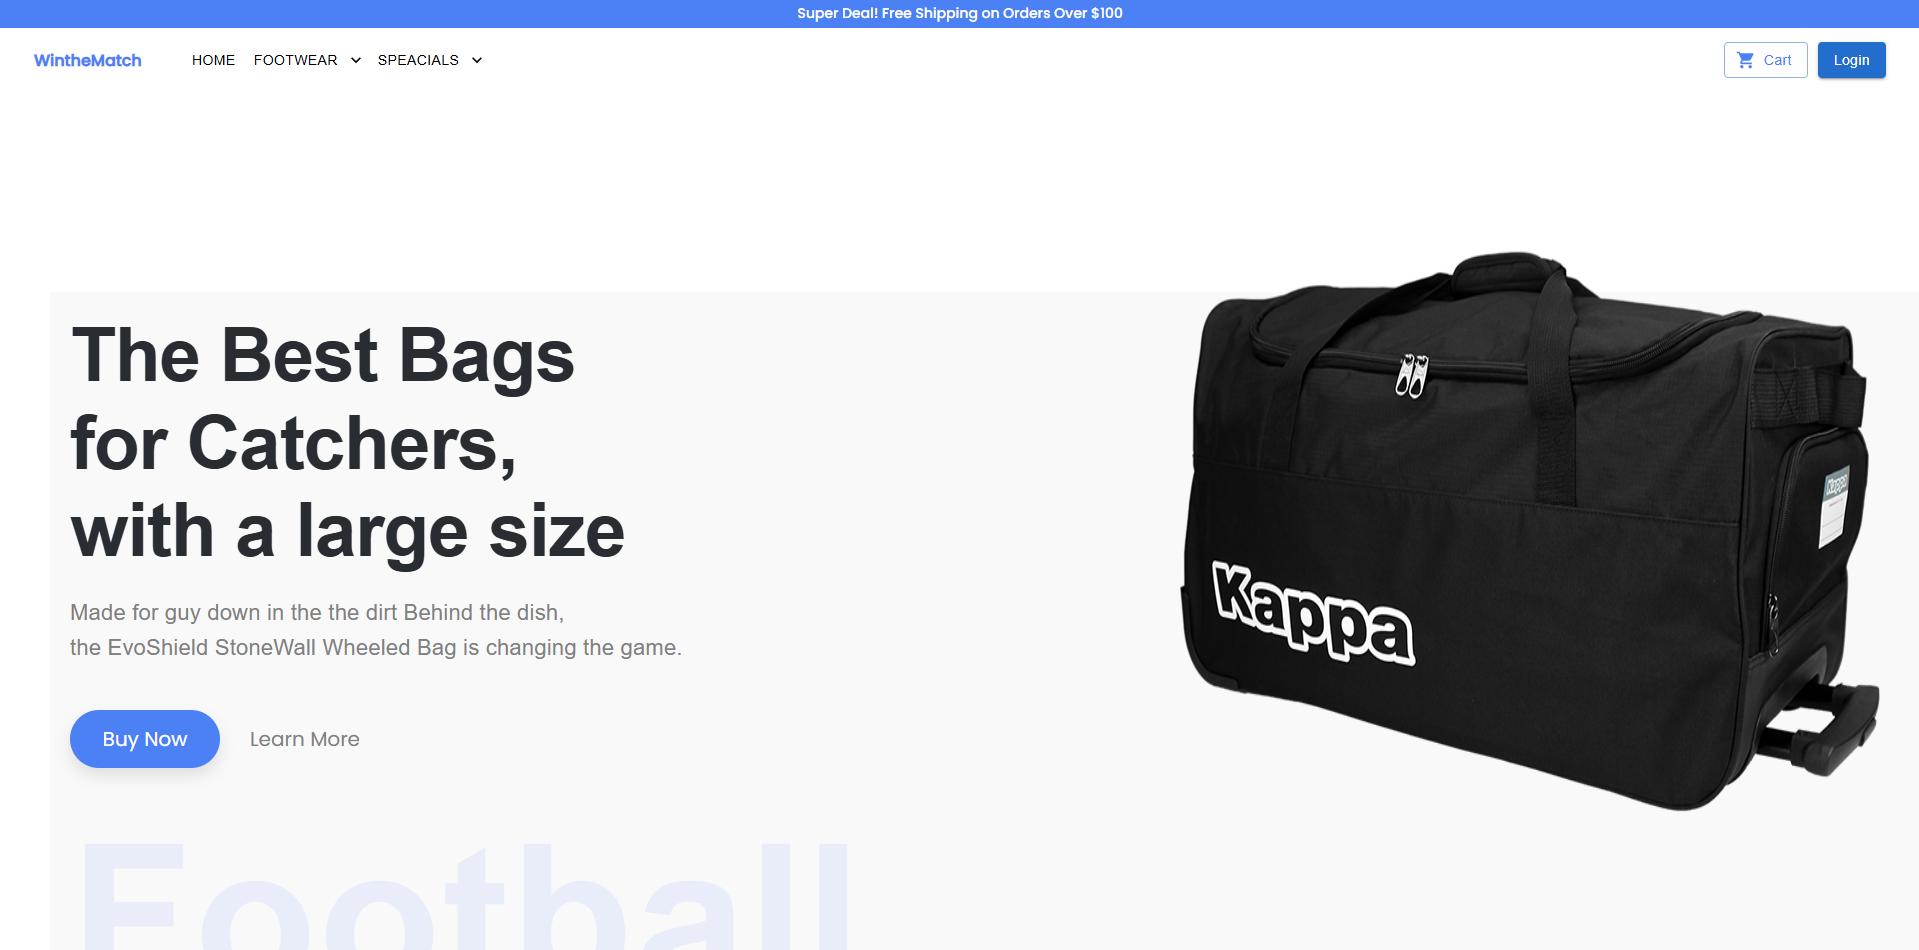 Super Deal! Free Shipping on Orders Over $100
WintheMatch
HOME
FOOTWEAR
SPEACIALS
Cart
Login
The Best Bags
for Catchers,
with a large size
Made for guy down in the the dirt Behind the dish,
the EvoShield StoneWall Wheeled Bag is changing the game.
Buy Now
Learn More
Kappa
Kappa
Football